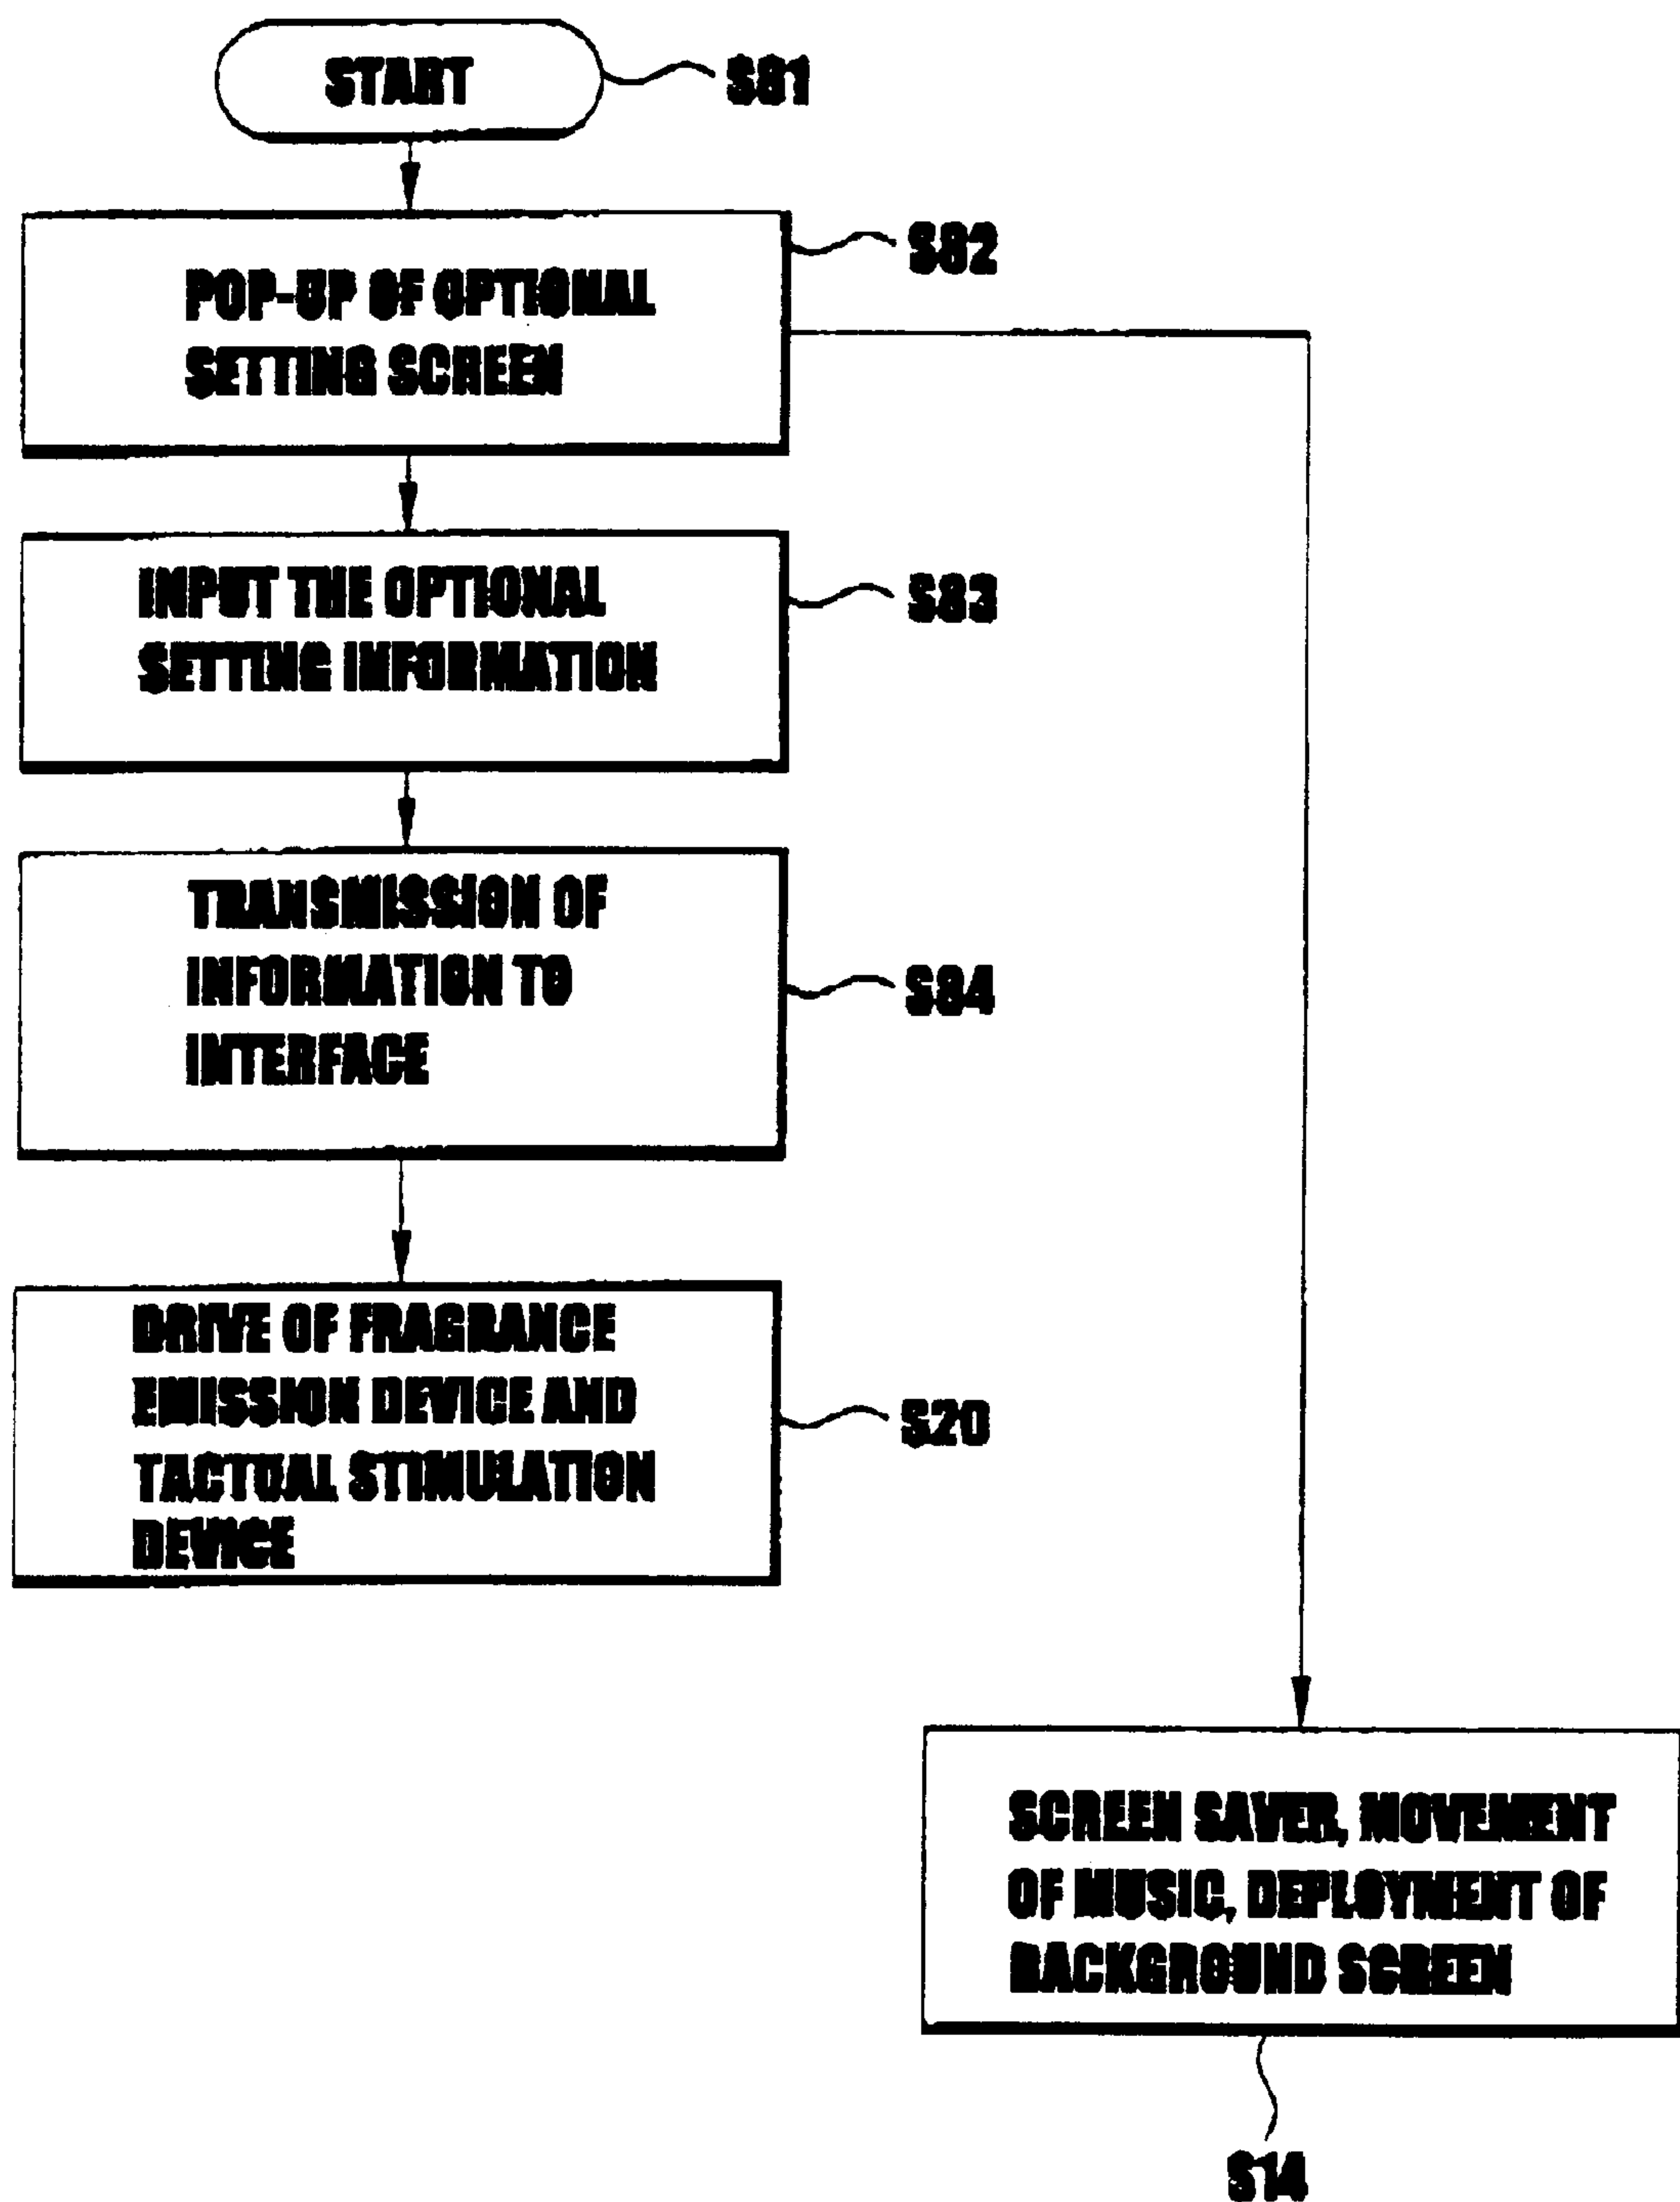 START
S81
POP-UP OF OPTIONAL
SETTING SCREEN
S82
INPUT THE OPTIONAL
SETTING INFORMATION
S83
TRANSMISSION OF
INFORMATION TO
INTERFACE
S84
DRIVE OF FRAGRANCE
EMISSION DEVICE AND
TACTUAL STIMULATION
DEVICE
S20
SCREEN SAVER, MOVEMENT
OF MUSIC, DEPLOYMENT OF
BACKGROUND SCREEN
S14